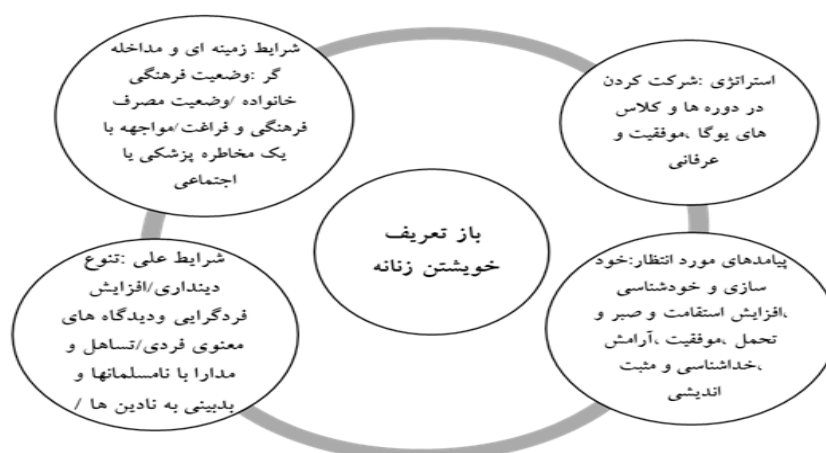 استراتژی :شرکت کردن
در دوره ها و کلاس
های یوگا ،موفقیت و
عرفانی
پیامدهای مورد انتظار:خود
سازی و خودشناسی
،افزایش استقامت و صبر و
تحمل ،موفقیت ،آرامش
،خداشناسی و مثبت
اندیشی
شرایط علی :تنوع
دینداری/افزایش
فردگرایی ودیدگاه های
معنوی فردی/تساهل و
مدارا با نامسلمانها و
بدبینی به نادین ها /
شرایط زمینه ای و مداخله
گر :وضعیت فرهنگی
خانواده /وضعیت مصرف
فرهنگی و فراغت/مواجهه با
یک مخاطره پزشکی یا
اجتماعی
باز تعریف
خویشتن زنانه